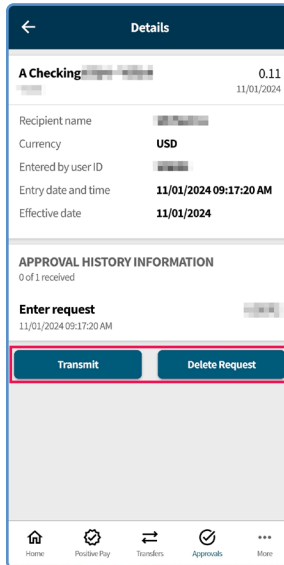 Details
A Checking
0.11
11/01/2024
Recipient name
Currency USD
Entered by user ID
Entry date and time 11/01/2024 09:17:20 AM
Effective date 11/01/2024
APPROVAL HISTORY INFORMATION
0 of 1 received
Enter request
11/01/2024 09:17:20 AM
Transmit Delete Request
Home Positive Pay Transfers Approvals More